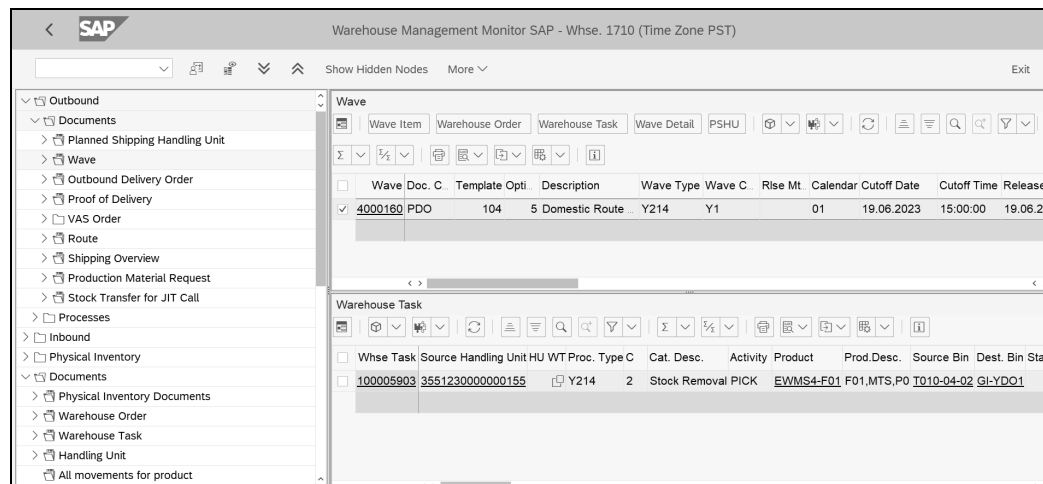 SAP Warehouse Management Monitor SAP - Whse. 1710 (Time Zone PST)
Show Hidden Nodes More Exit
Outbound
Documents
Planned Shipping Handling Unit
Wave
Outbound Delivery Order
Proof of Delivery
VAS Order
Route
Shipping Overview
Production Material Request
Stock Transfer for JIT Call
Processes
Inbound
Physical Inventory
Documents
Physical Inventory Documents
Warehouse Order
Warehouse Task
Handling Unit
All movements for product
Wave
Wave Item Warehouse Order Warehouse Task Wave Detail PSHU
Wave Doc. C... Template Opti... Description Wave Type Wave C... Rlse Mt... Calendar Cutoff Date Cutoff Time Release
4000160 PDO 104 5 Domestic Route ... Y214 Y1 01 19.06.2023 15:00:00 19.06.2
Warehouse Task
Whse Task Source Handling Unit HU WT Proc. Type C Cat. Desc. Activity Product Prod.Desc. Source Bin Dest. Bin Sta
100005903 3551230000000155 Y214 2 Stock Removal PICK EWMS4-F01 F01,MTS,P0 T010-04-02 GI-YDO1